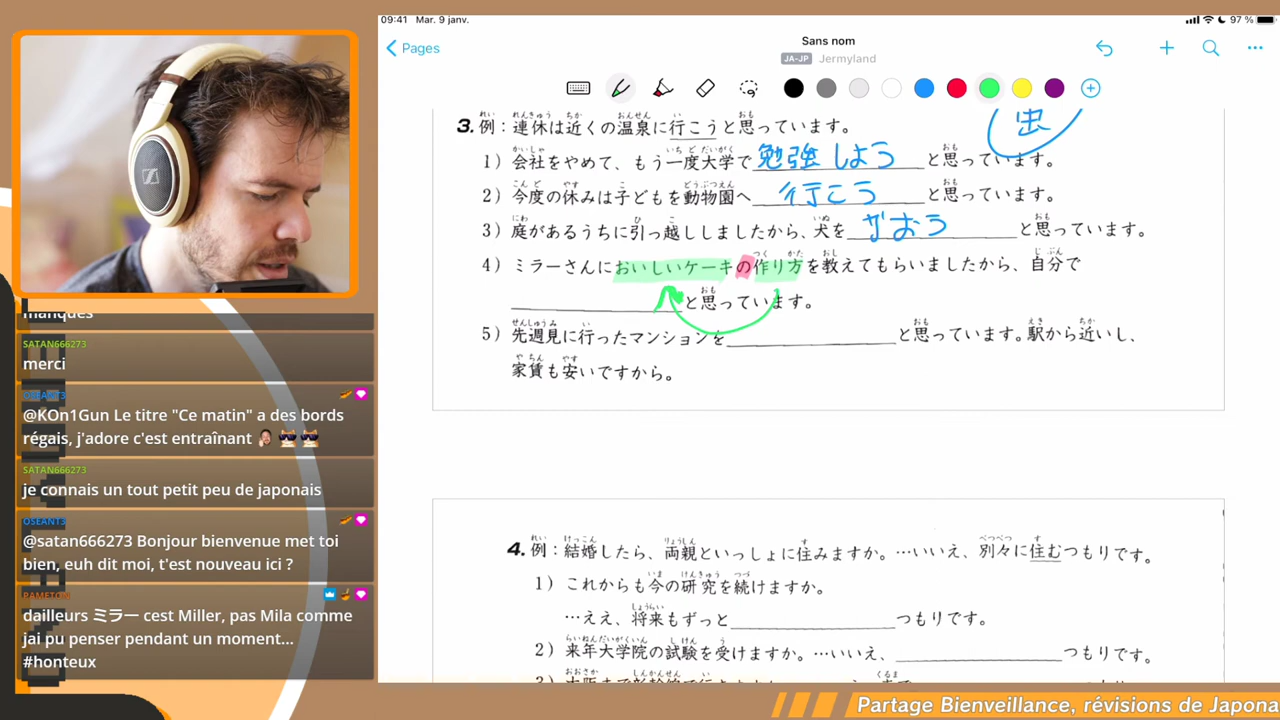 09:41 Mar. 9 janv.
97 %
Pages
Sans nom
JA-JP Jermyland
3. 例：連休は近くの温泉に行こうと思っています。
虫
1）会社をやめて、もう一度大学で 勉強しよう と思っています。
2）今度の休みは子どもを動物園へ 行こう と思っています。
3）庭があるうちに引っ越ししましたから、犬を と思っています。
4）ミラーさんにおいしいケーキの作り方を教えてもらいましたから、自分で
と思っています。
5）先週見に行ったマンションを と思っています。駅から近いし、
家賃も安いですから。
4. 例：結婚したら、両親といっしょに住みますか。…いいえ、別々に住むつもりです。
1）これからも今の研究を続けますか。
…ええ、将来もずっと つもりです。
2）来年大学院の試験を受けますか。…いいえ、 つもりです。
manques
SATAN666273
merci
OSEANT3
@KOn1Gun Le titre "Ce matin" a des bords
régais, j'adore c'est entraînant
SATAN666273
je connais un tout petit peu de japonais
OSEANT3
@satan666273 Bonjour bienvenue met toi
bien, euh dit moi, t'est nouveau ici ?
PAMETON
dailleurs ミラー cest Miller, pas Mila comme
jai pu penser pendant un moment...
#honteux
Partage Bienveillance, révisions de Japona